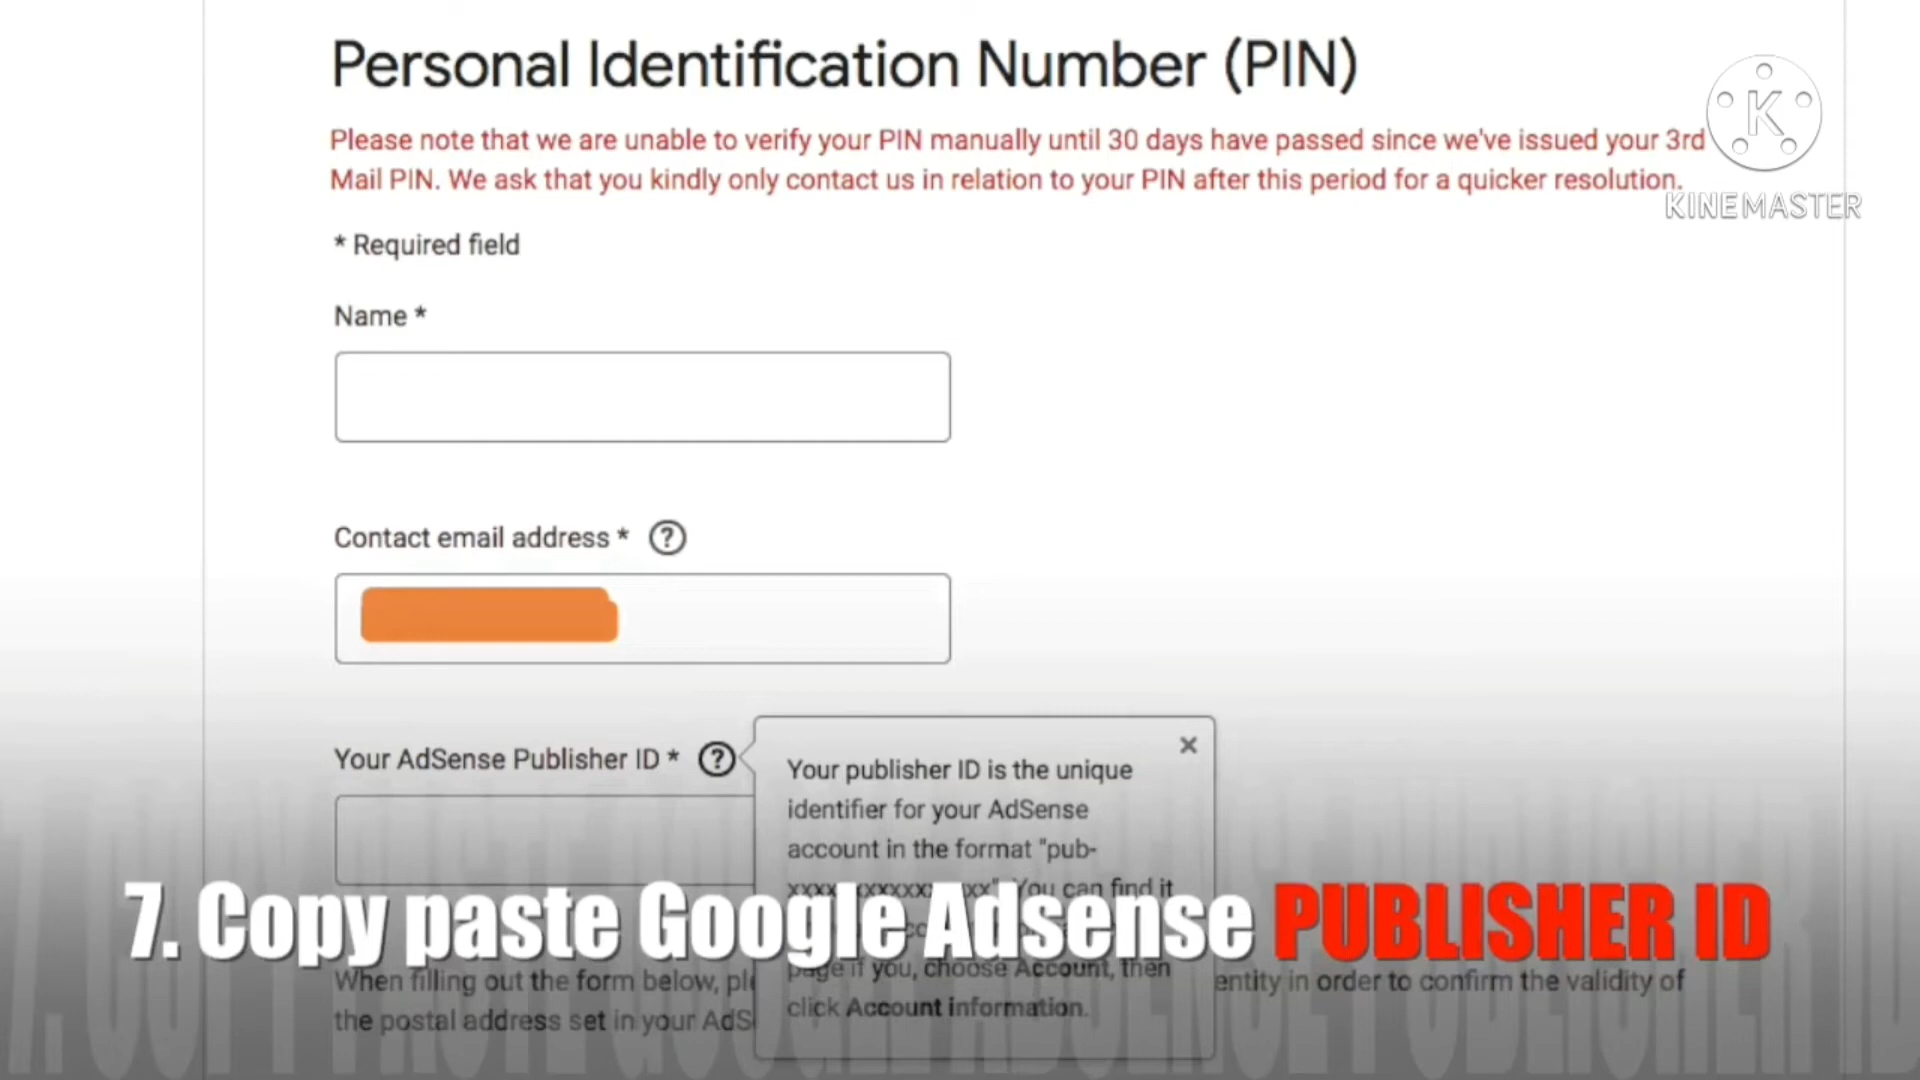 Personal Identification Number (PIN)
Please note that we are unable to verify your PIN manually until 30 days have passed since we've issued your 3rd
Mail PIN. We ask that you kindly only contact us in relation to your PIN after this period for a quicker resolution.
K
KINEMASTER
* Required field
Name *
Contact email address * ?
Your AdSense Publisher ID * ?
Your publisher ID is the unique
identifier for your AdSense
account in the format "pub-
You can find it
7. Copy paste Google Adsense PUBLISHER ID
page if you, choose Account, then
click Account information.
When filling out the form below,
entity in order to confirm the validity of
the postal address set in your AdS